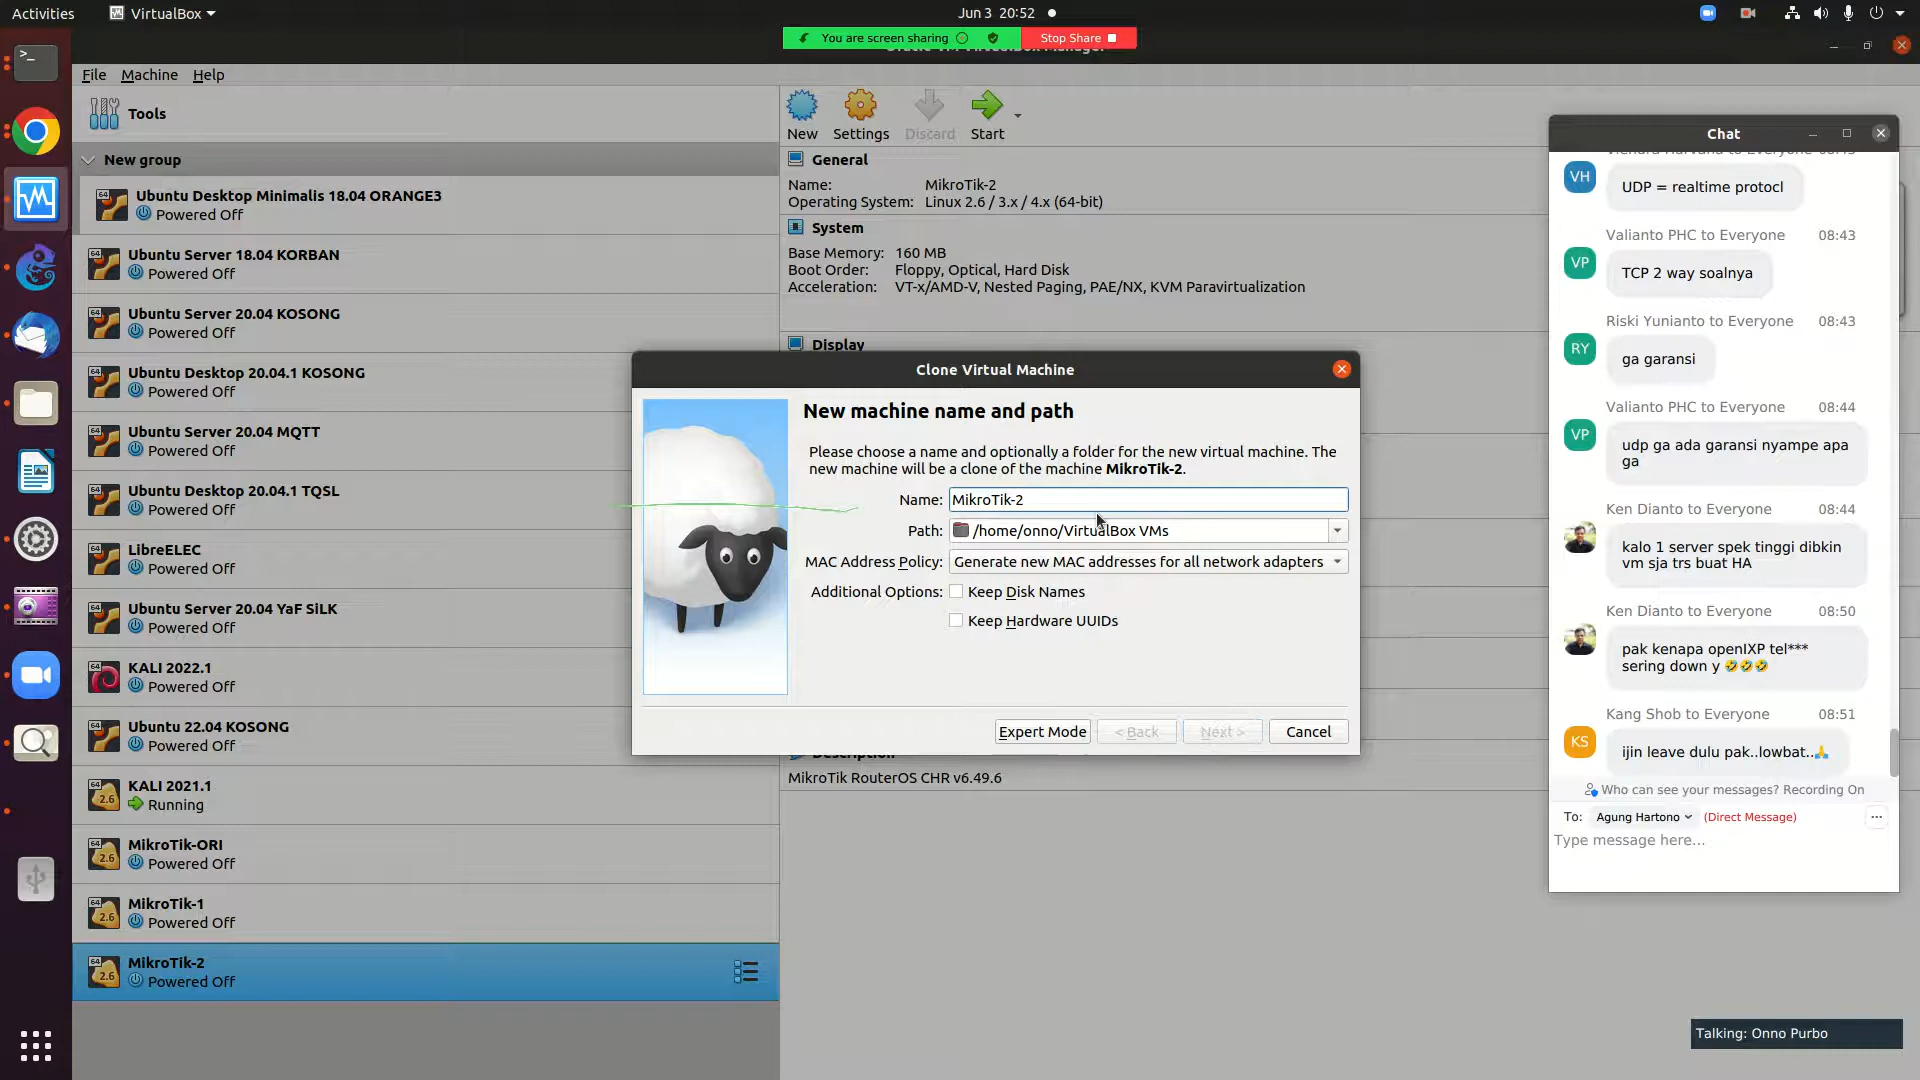 Activities
VirtualBox
Jun 3 20:52
You are screen sharing
Stop Share
File Machine Help
Tools
New group
Ubuntu Desktop Minimalis 18.04 ORANGE3
Powered Off
Ubuntu Server 18.04 KORBAN
Powered Off
Ubuntu Server 20.04 KOSONG
Powered Off
Ubuntu Desktop 20.04.1 KOSONG
Powered Off
Ubuntu Server 20.04 MQTT
Powered Off
Ubuntu Desktop 20.04.1 TQSL
Powered Off
LibreELEC
Powered Off
Ubuntu Server 20.04 YaF SiLK
Powered Off
KALI 2022.1
Powered Off
Ubuntu 22.04 KOSONG
Powered Off
KALI 2021.1
Running
MikroTik-ORI
Powered Off
MikroTik-1
Powered Off
MikroTik-2
Powered Off
New Settings Discard Start
General
Name: MikroTik-2
Operating System: Linux 2.6 / 3.x / 4.x (64-bit)
System
Base Memory: 160 MB
Boot Order: Floppy, Optical, Hard Disk
Acceleration: VT-x/AMD-V, Nested Paging, PAE/NX, KVM Paravirtualization
Display
Clone Virtual Machine
New machine name and path
Please choose a name and optionally a folder for the new virtual machine. The
new machine will be a clone of the machine MikroTik-2.
Name: MikroTik-2
Path: /home/onno/VirtualBox VMs
MAC Address Policy: Generate new MAC addresses for all network adapters
Additional Options: Keep Disk Names
Keep Hardware UUIDs
Expert Mode < Back Next > Cancel
MikroTik RouterOS CHR v6.49.6
Chat
VH
UDP = realtime protocl
Valianto PHC to Everyone 08:43
VP
TCP 2 way soalnya
Riski Yunianto to Everyone 08:43
RY
ga garansi
Valianto PHC to Everyone 08:44
VP
udp ga ada garansi nyampe apa
ga
Ken Dianto to Everyone 08:44
kalo 1 server spek tinggi dibkin
vm sja trs buat HA
Ken Dianto to Everyone 08:50
pak kenapa openIXP tel***
sering down y 🤣🤣🤣
Kang Shob to Everyone 08:51
KS
ijin leave dulu pak..lowbat..🙏
Who can see your messages? Recording On
To: Agung Hartono (Direct Message)
Type message here...
Talking: Onno Purbo